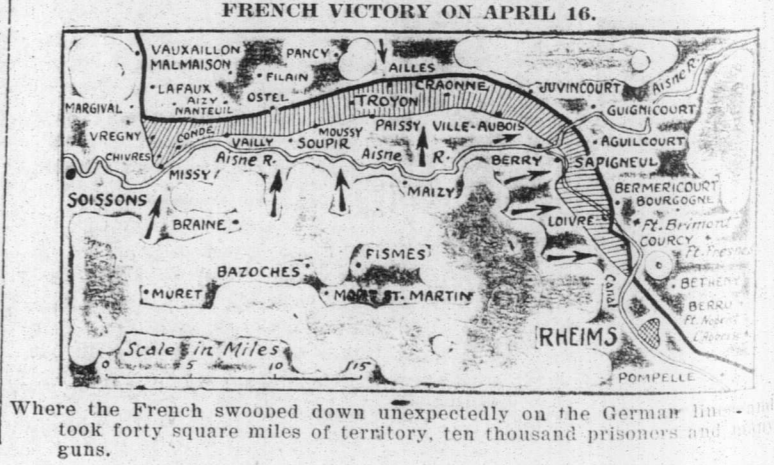 FRENCH VICTORY ON APRIL 16.
VAUXAILLON
PANCY
MALMAISON
AILLES
FILAIN
CRAONNE
JUVINCOURT
Aisne R.
LAFAUX
OSTEL
TROYON
AIZY
NANTEUIL
MARGIVAL
GUIGNICOURT
VREGNY
CONDE
MOUSSY
PAISSY
VILLE-AUBOIS
VAILLY
SOUPIR
AGUILCOURT
CHIVRES
Aisne R.
Aisne R.
BERRY
SAPIGNEUL
MISSY
MAIZY
BERMERICOURT
SOISSONS
BOURGOGNE
BRAINE
LOIVRE
Ft. Brimont
COURCY
FISMES
Ft. Fresnes
BAZOCHES
BETHENY
MURET
MONT ST. MARTIN
Canal
BERRU
RHEIMS
Scale in Miles
0 5 10 15
POMPELLE
Where the French swooped down unexpectedly on the German lines and
took forty square miles of territory, ten thousand prisoners and
guns.